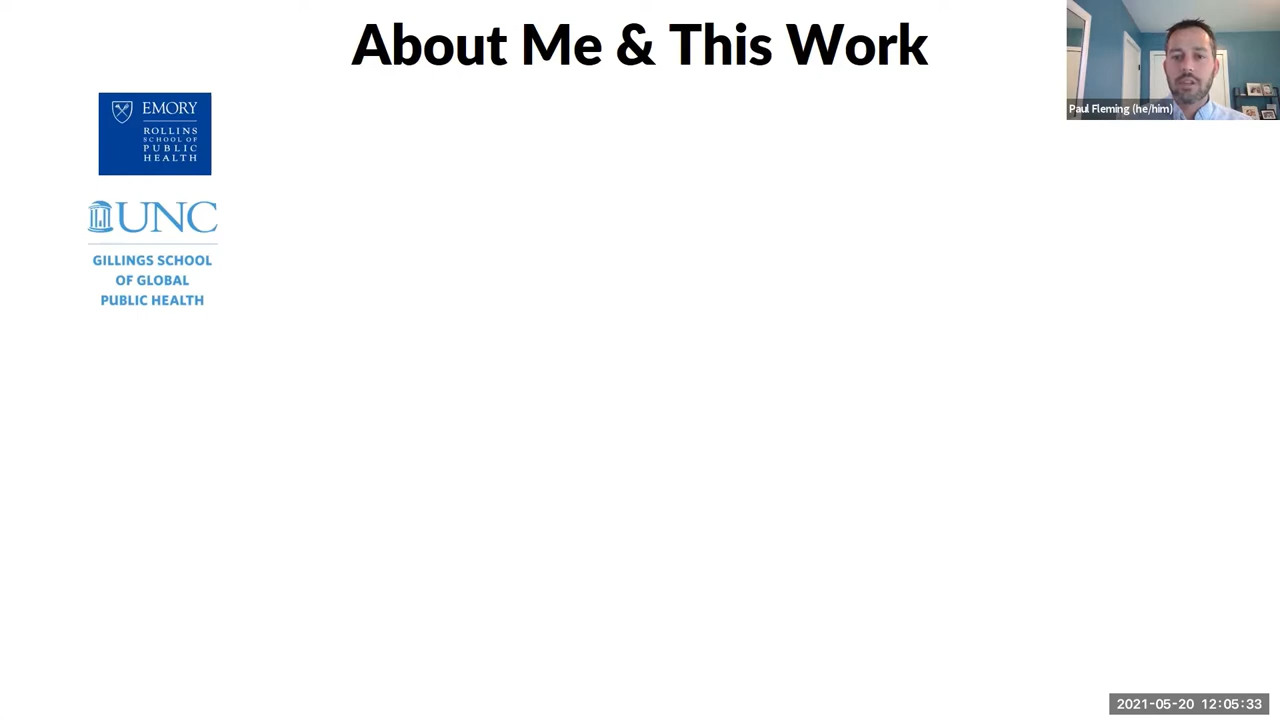 About Me & This Work
Paul Fleming (he/him)
EMORY
ROLLINS
SCHOOL OF
PUBLIC
HEALTH
UNC
GILLINGS SCHOOL
OF GLOBAL
PUBLIC HEALTH
2021-05-20 12:05:33